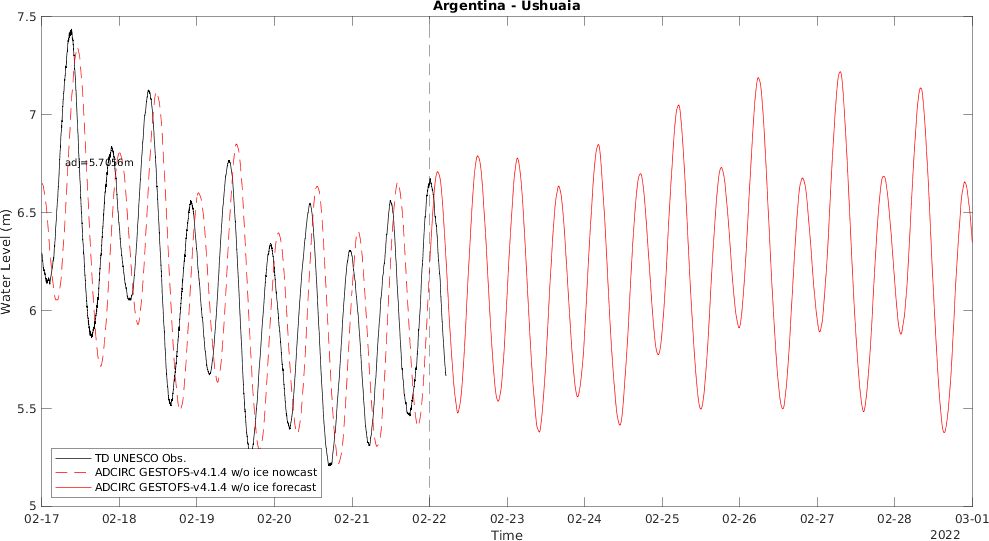 Argentina - Ushuaia
7.5
7
6.5
6
5.5
5
Water Level (m)
adj=5.7056m
TD UNESCO Obs.
ADCIRC GESTOFS-v4.1.4 w/o ice nowcast
ADCIRC GESTOFS-v4.1.4 w/o ice forecast
02-17 02-18 02-19 02-20 02-21 02-22 02-23 02-24 02-25 02-26 02-27 02-28 03-01
Time
2022